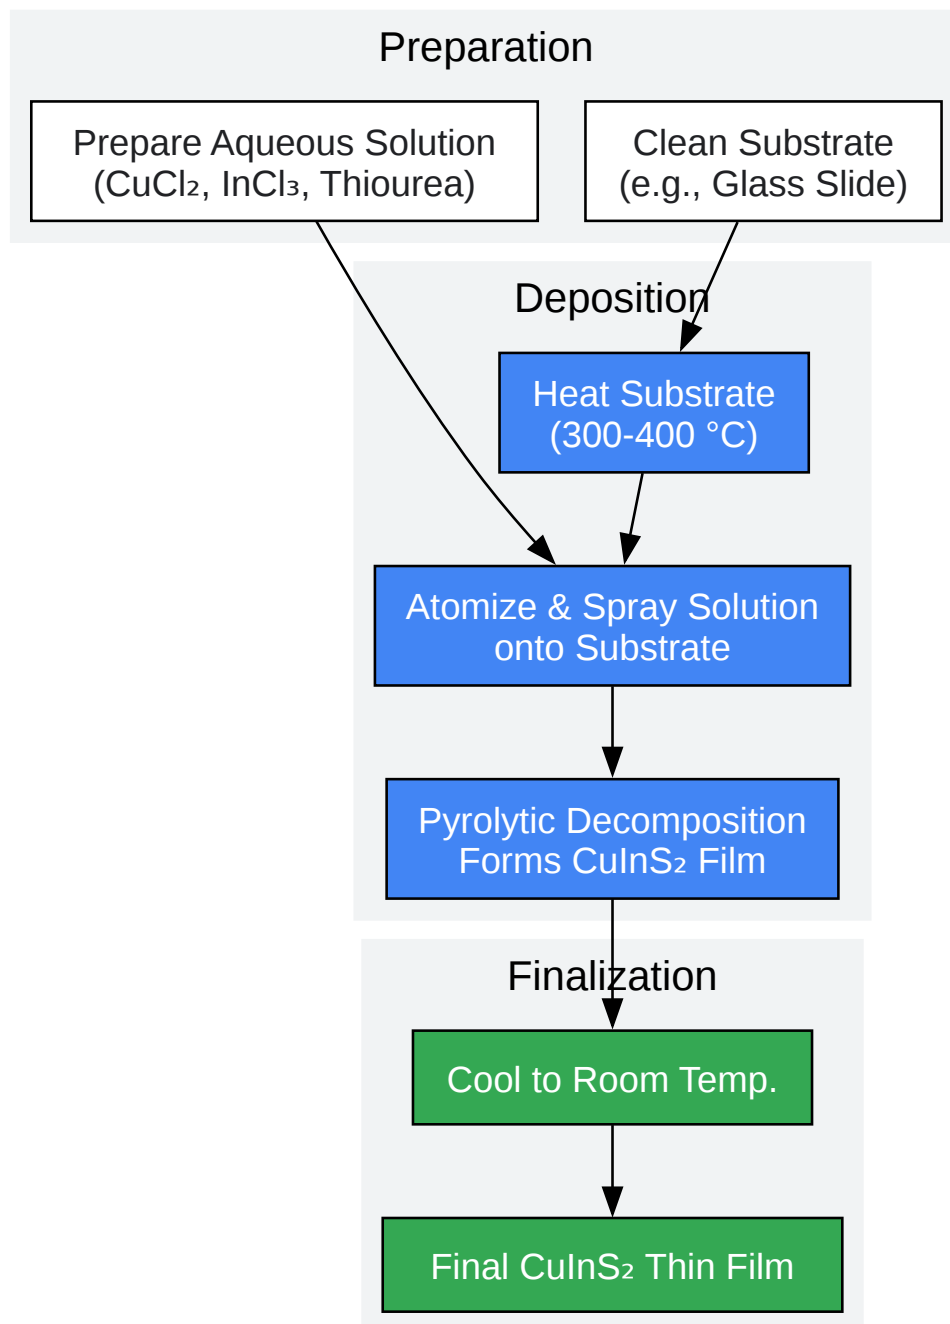 Preparation
Prepare Aqueous Solution
(CuCl₂, InCl₃, Thiourea)
Clean Substrate
(e.g., Glass Slide)
Deposition
Heat Substrate
(300-400 °C)
Atomize & Spray Solution
onto Substrate
Pyrolytic Decomposition
Forms CuInS₂ Film
Finalization
Cool to Room Temp.
Final CuInS₂ Thin Film